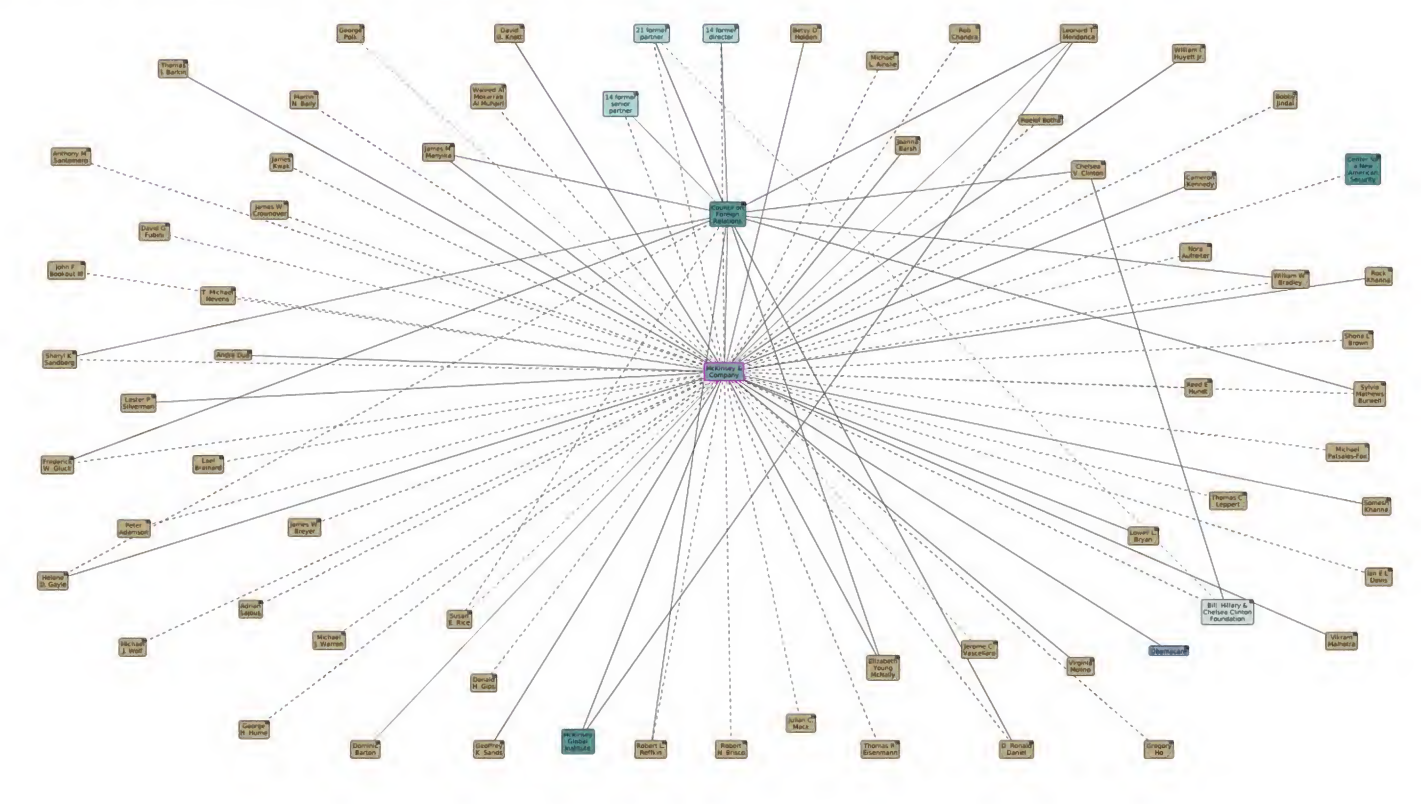 George
Polk
David
G. Knott
21 former
partner
14 former
director
Betsy D.
Holden
Rob
Chandra
Leonard T.
Mendonca
Michael
L. Ainslie
William I.
Huyett Jr.
Thomas
I. Barkin
Martin
N. Baily
Waleed Al
Mokarrab
Al Muhairi
14 former
senior
partner
Bobby
Jindal
Roelof Botha
James M.
Manyika
Joanna
Barsh
Anthony M.
Santomero
James
Kwak
Chelsea
V. Clinton
Cameron
Kennedy
Center for
a New
American
Security
James W.
Crownover
Council on
Foreign
Relations
David G.
Fubini
Nora
Aufreiter
John F.
Bookout III
William W.
Bradley
Rock
Khanna
T. Michael
Nevens
Shona L.
Brown
Sheryl K.
Sandberg
Andre Dua
McKinsey &
Company
Reed E.
Hundt
Sylvia
Mathews
Burwell
Lester P.
Silverman
Michael
Patsalos-Fox
Frederick
W. Gluck
Lael
Brainard
Thomas C.
Leppert
Somesh
Khanna
Peter
Adamson
James W.
Breyer
Lowell L.
Bryan
Helene
D. Gayle
Ian E L
Davis
Adrian
Slywotzky
Susan
E. Rice
Bill, Hillary &
Chelsea Clinton
Foundation
Michael
J. Wolf
Michael
J. Warren
Jerome C.
Vascellaro
Obamacare
Vikram
Malhotra
Elizabeth
Young
McNally
Virginia
Molino
Donald
H. Gips
George
H. Hume
Julian C.
Mack
Dominic
Barton
Geoffrey
K. Sands
McKinsey
Global
Institute
Robert L.
Reffkin
Robert
N. Brisco
Thomas R.
Eisenmann
D. Ronald
Daniel
Gregory
Ho